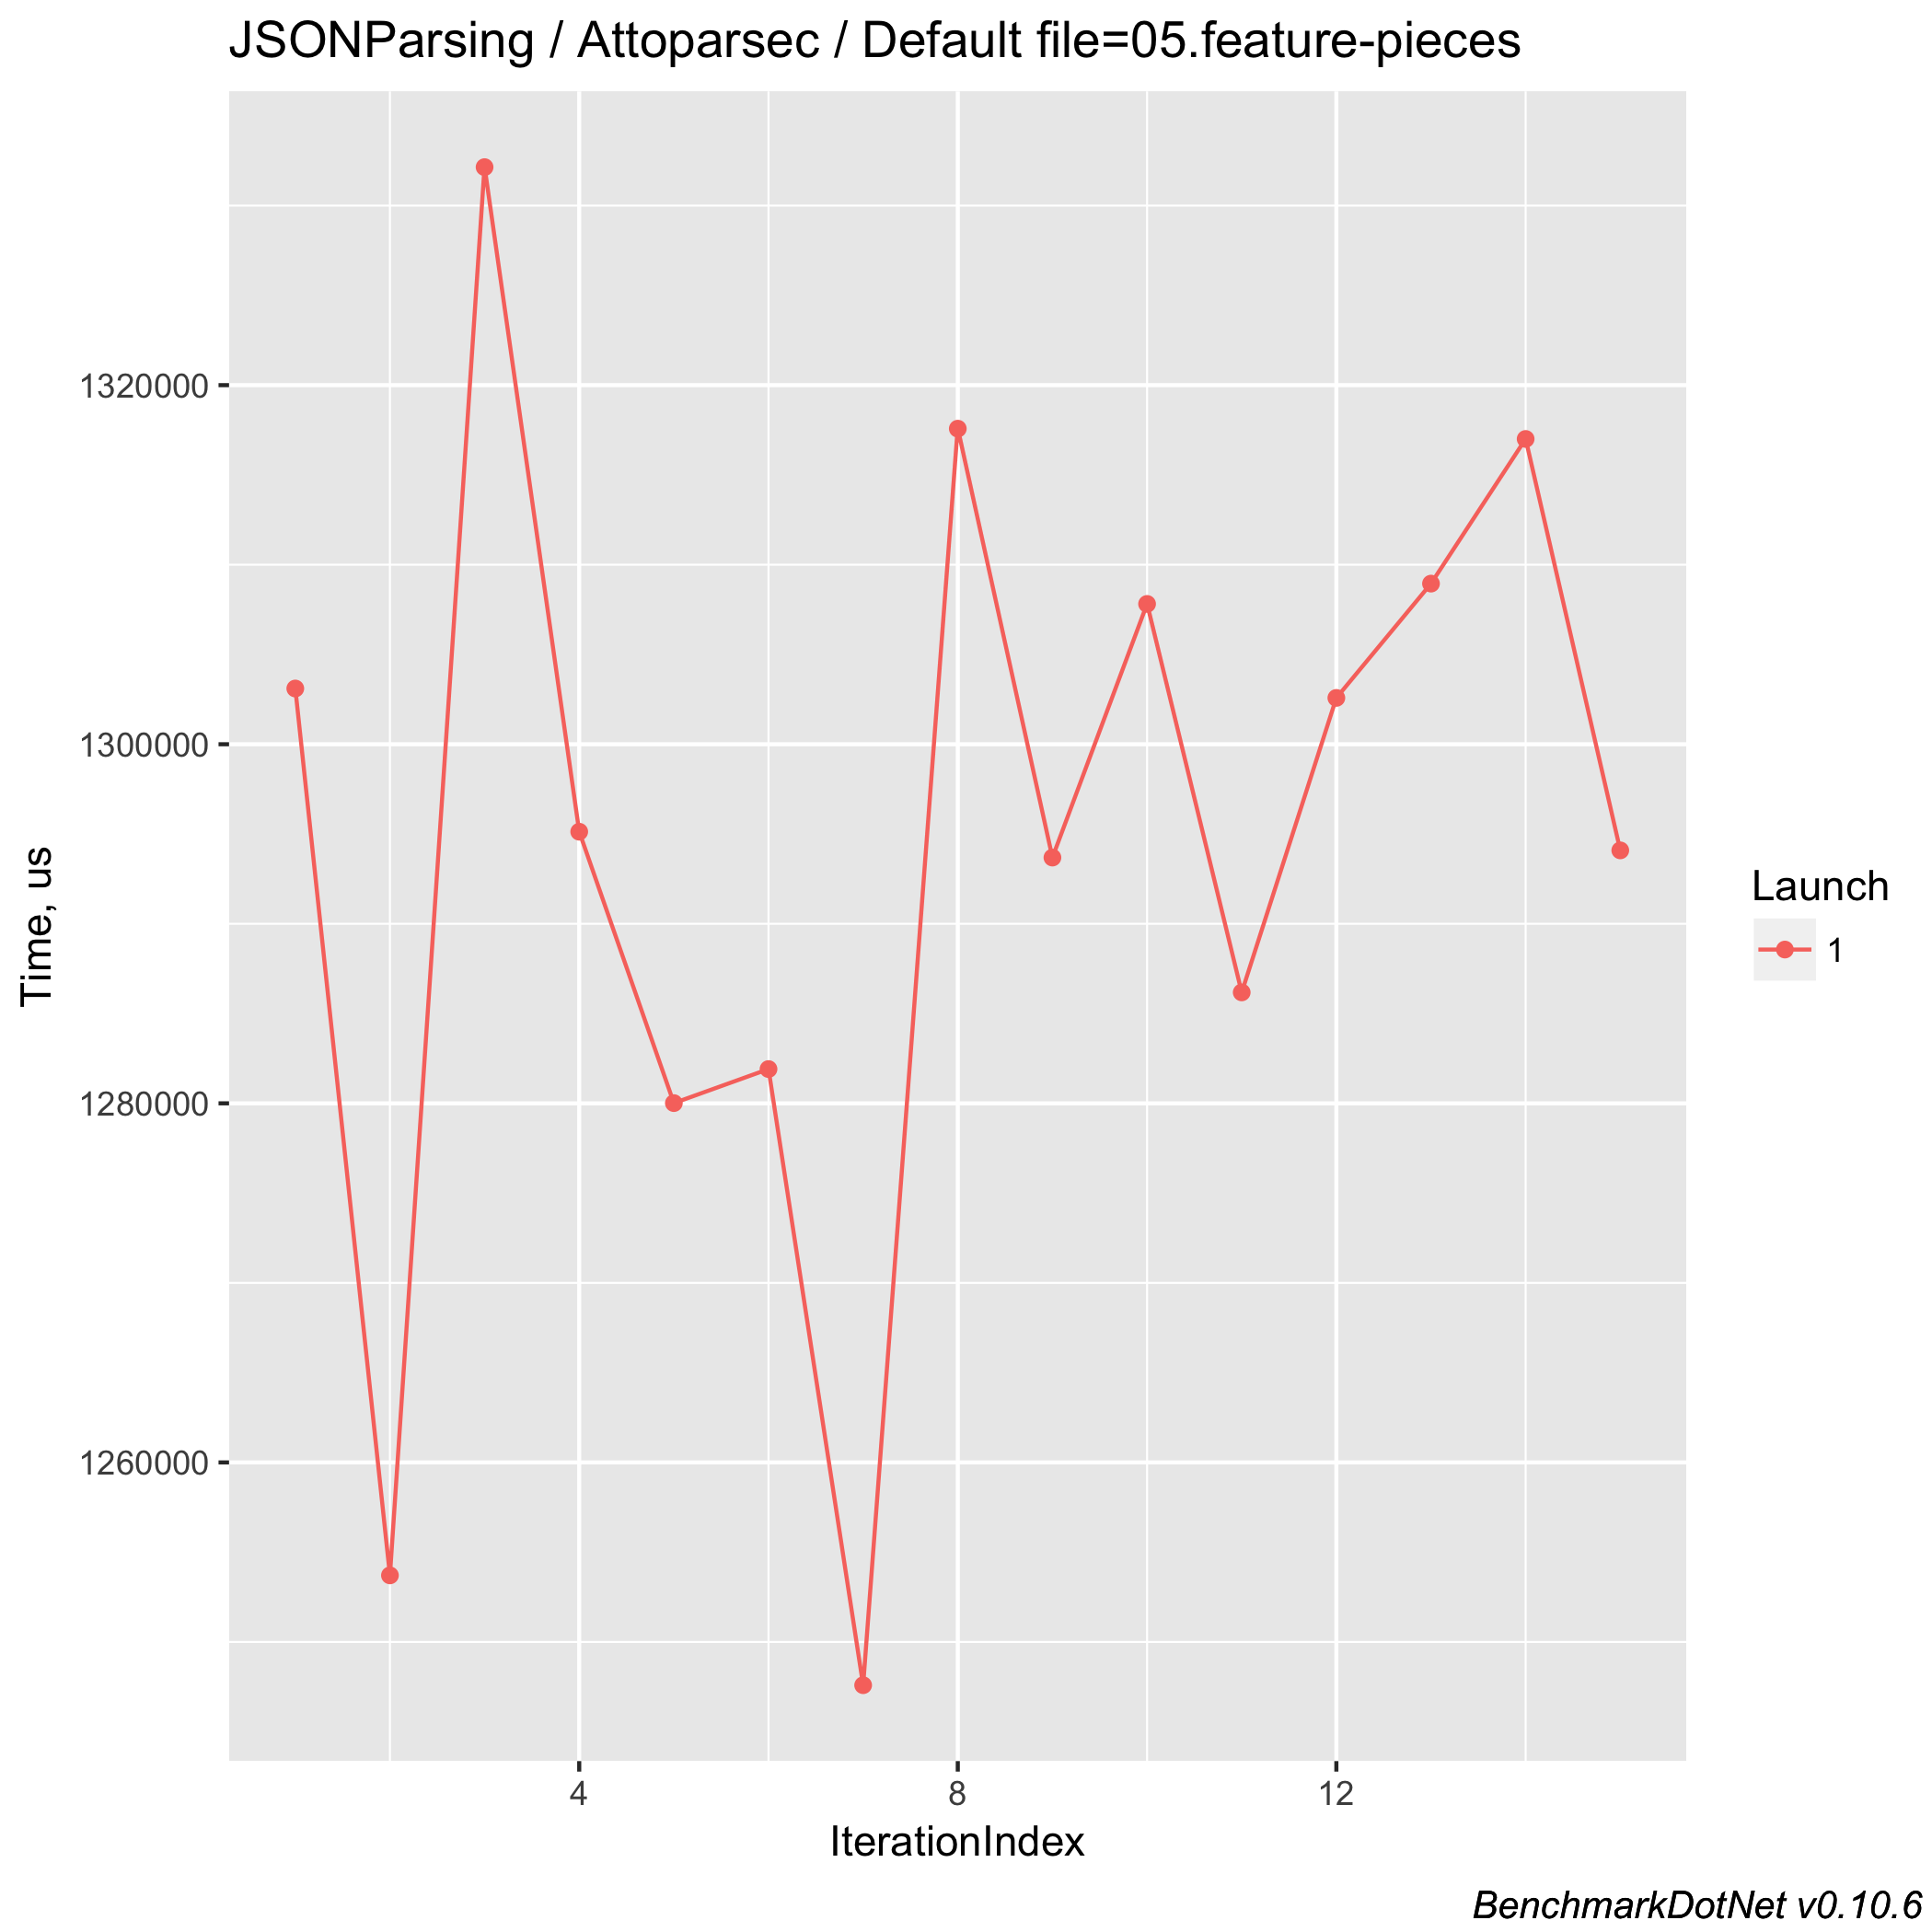 JSONParsing / Attoparsec / Default file=05.feature-pieces
1320000
1300000
1280000
1260000
Time, us
4
8
12
IterationIndex
Launch
1
BenchmarkDotNet v0.10.6